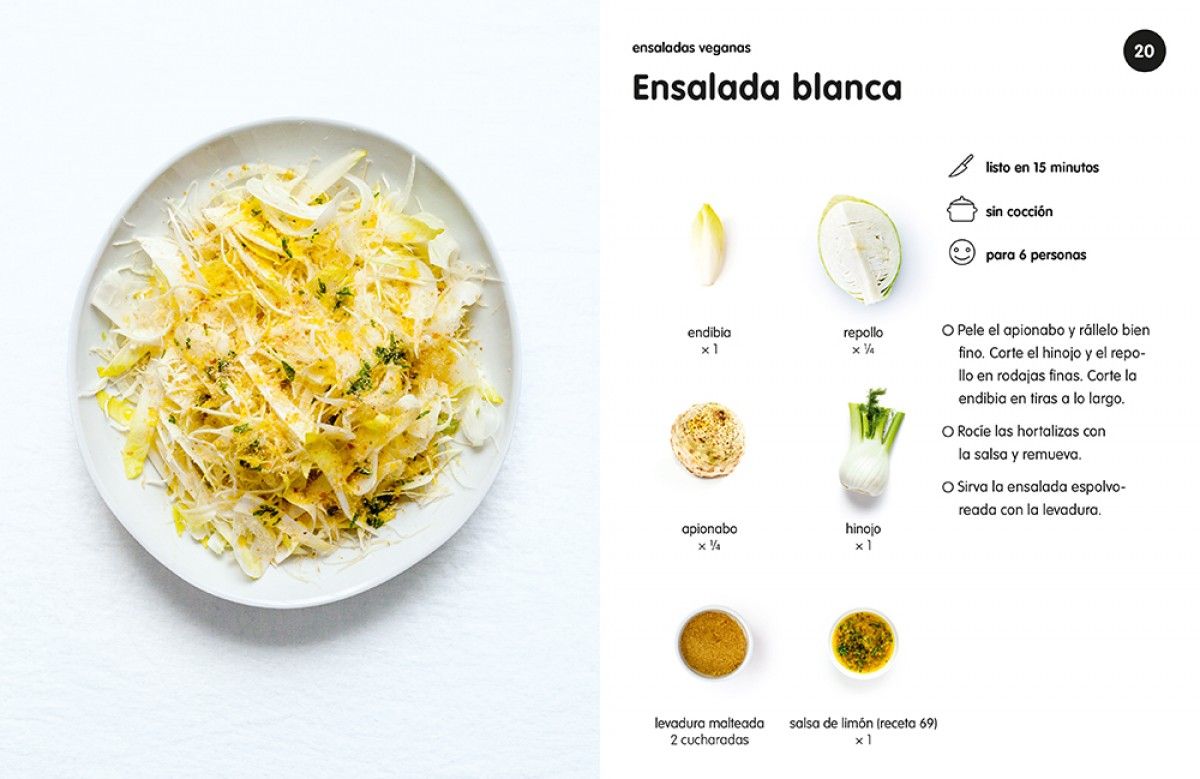 ensaladas veganas
20
Ensalada blanca
listo en 15 minutos
sin cocción
para 6 personas
endibia
× 1
repollo
× ¼
apionabo
× ¼
hinojo
× 1
levadura malteada
2 cucharadas
salsa de limón (receta 69)
× 1
Pele el apionabo y rállelo bien
fino. Corte el hinojo y el repo-
llo en rodajas finas. Corte la
endibia en tiras a lo largo.
Rocíe las hortalizas con
la salsa y remueva.
Sirva la ensalada espolvo-
reada con la levadura.